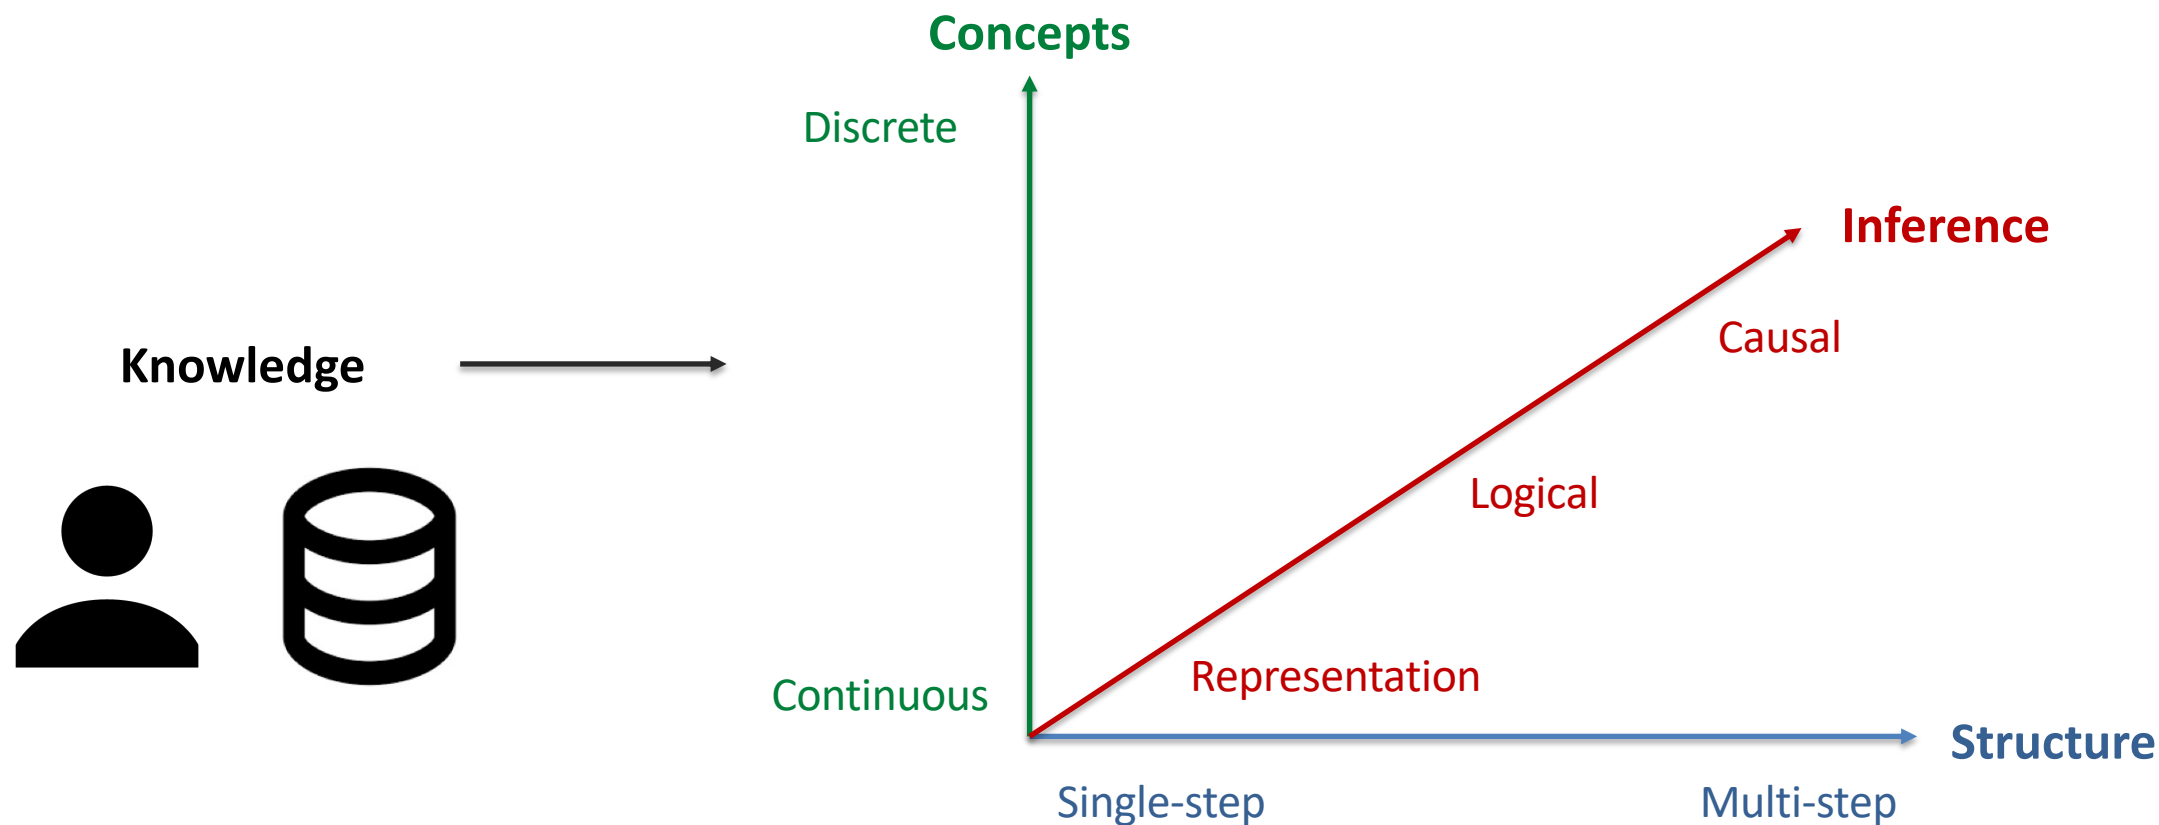 Concepts
Discrete
Inference
Causal
Knowledge
Logical
Representation
Continuous
Structure
Single-step
Multi-step